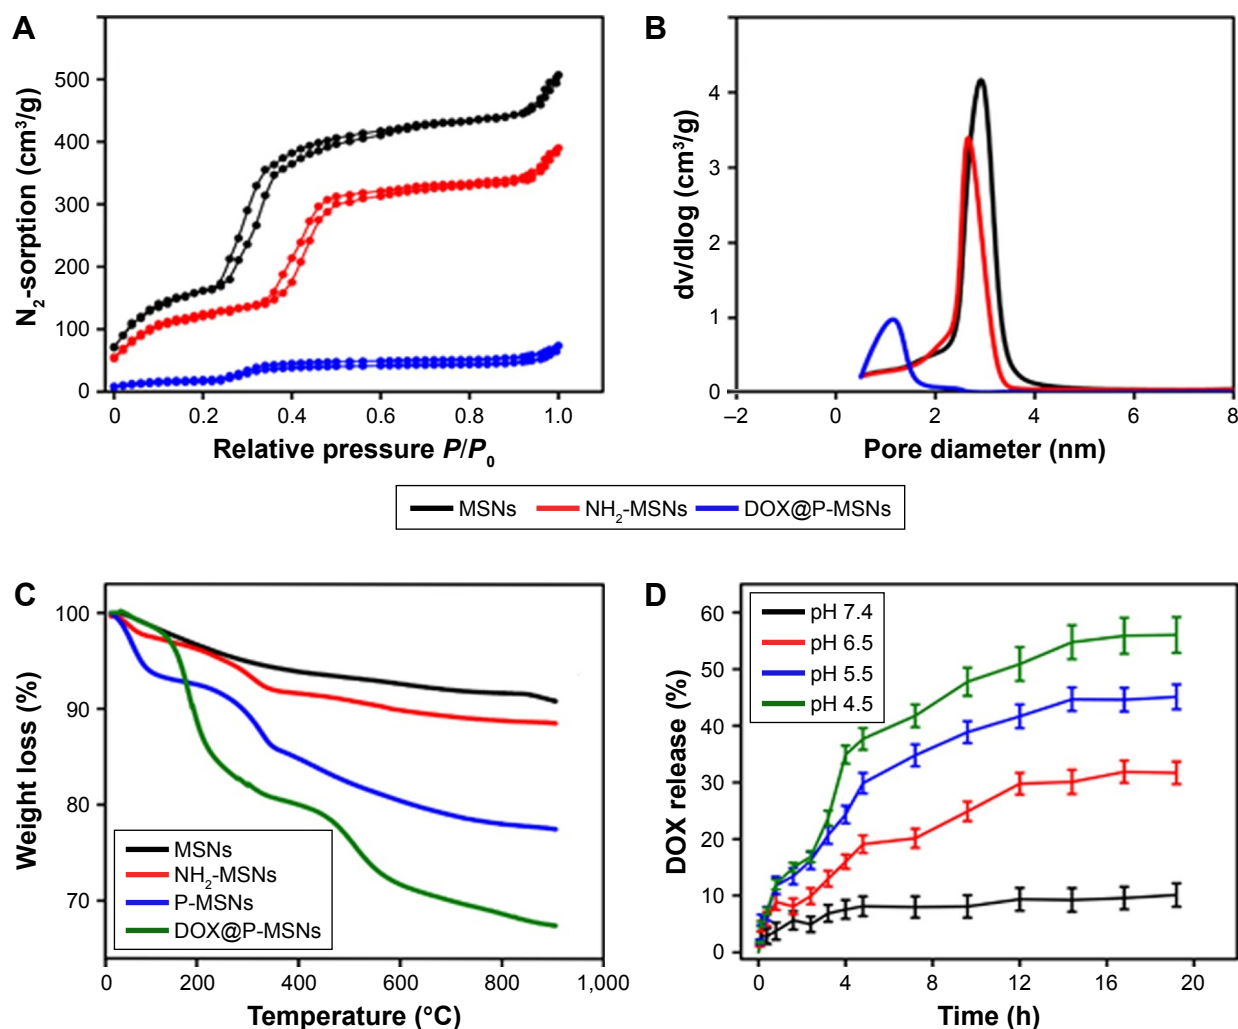 A
N₂-sorption (cm³/g)
500
400
300
200
100
0
0 0.2 0.4 0.6 0.8 1.0
Relative pressure P/P₀
B
dv/dlog (cm³/g)
4
3
2
1
0
–2 0 2 4 6 8
Pore diameter (nm)
MSNs NH₂-MSNs DOX@P-MSNs
C
Weight loss (%)
100
90
80
70
MSNs
NH₂-MSNs
P-MSNs
DOX@P-MSNs
0 200 400 600 800 1,000
Temperature (°C)
D
DOX release (%)
60
50
40
30
20
10
0
pH 7.4
pH 6.5
pH 5.5
pH 4.5
0 4 8 12 16 20
Time (h)